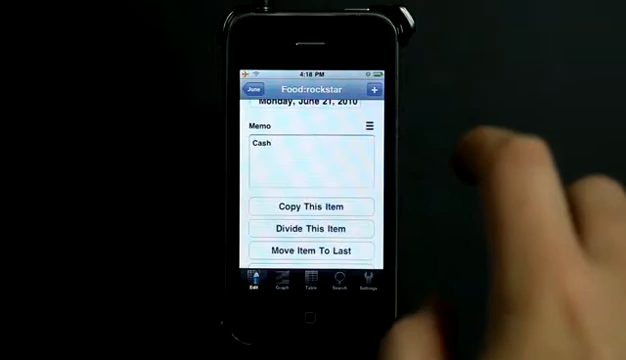 4:18 PM
June
Food:rockstar
+
Monday, June 21, 2010
Memo
Cash
Copy This Item
Divide This Item
Move Item To Last
Edit
Graph
Table
Search
Settings